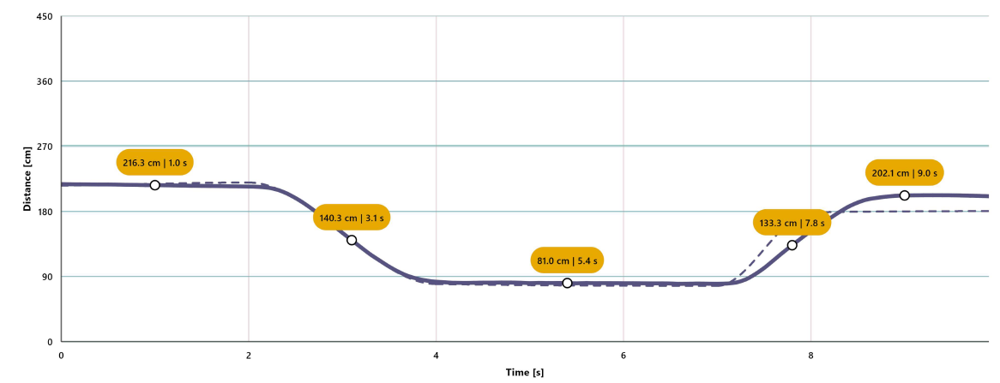 450
360
270
180
90
0
Distance [cm]
216.3 cm | 1.0 s
140.3 cm | 3.1 s
81.0 cm | 5.4 s
133.3 cm | 7.8 s
202.1 cm | 9.0 s
0 2 4 6 8
Time [s]